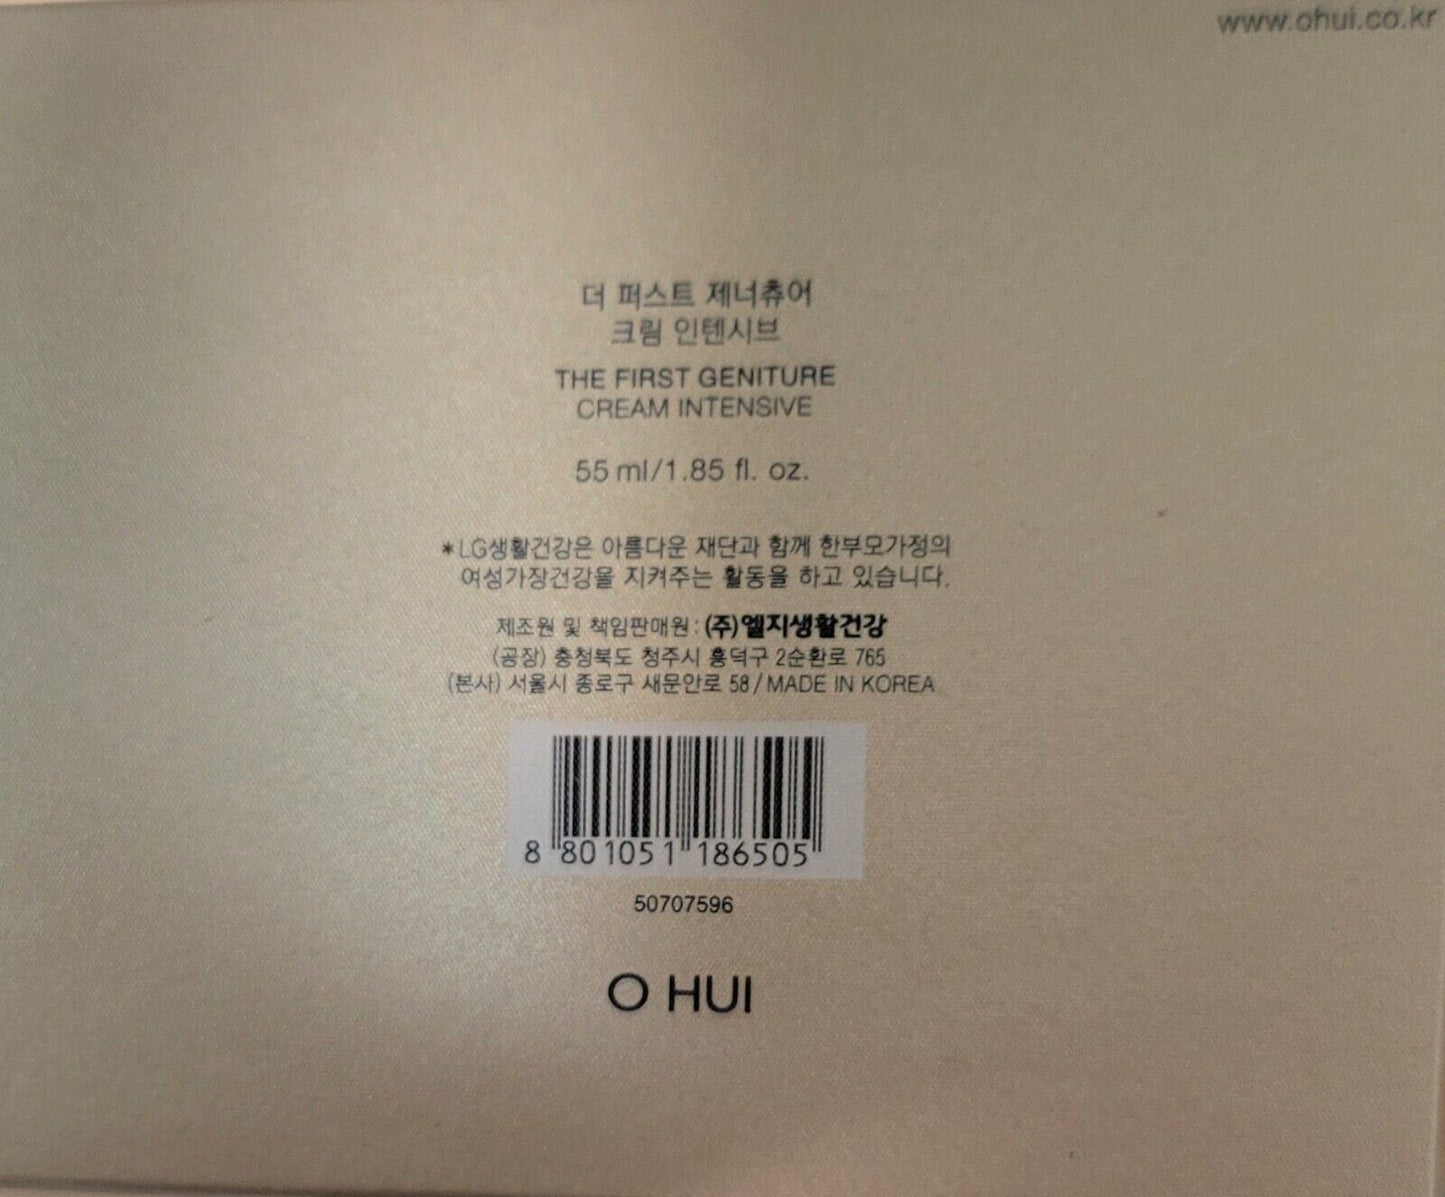 www.ohui.co.kr
더 퍼스트 제너츄어
크림 인텐시브
THE FIRST GENITURE
CREAM INTENSIVE
55 ml/1.85 fl. oz.
*LG생활건강은 아름다운 재단과 함께 한부모가정의
여성가장건강을 지켜주는 활동을 하고 있습니다.
제조원 및 책임판매원 : (주)엘지생활건강
(공장) 충청북도 청주시 흥덕구 2순환로 765
(본사) 서울시 종로구 새문안로 58 / MADE IN KOREA
8 801051 186505
50707596
O HUI